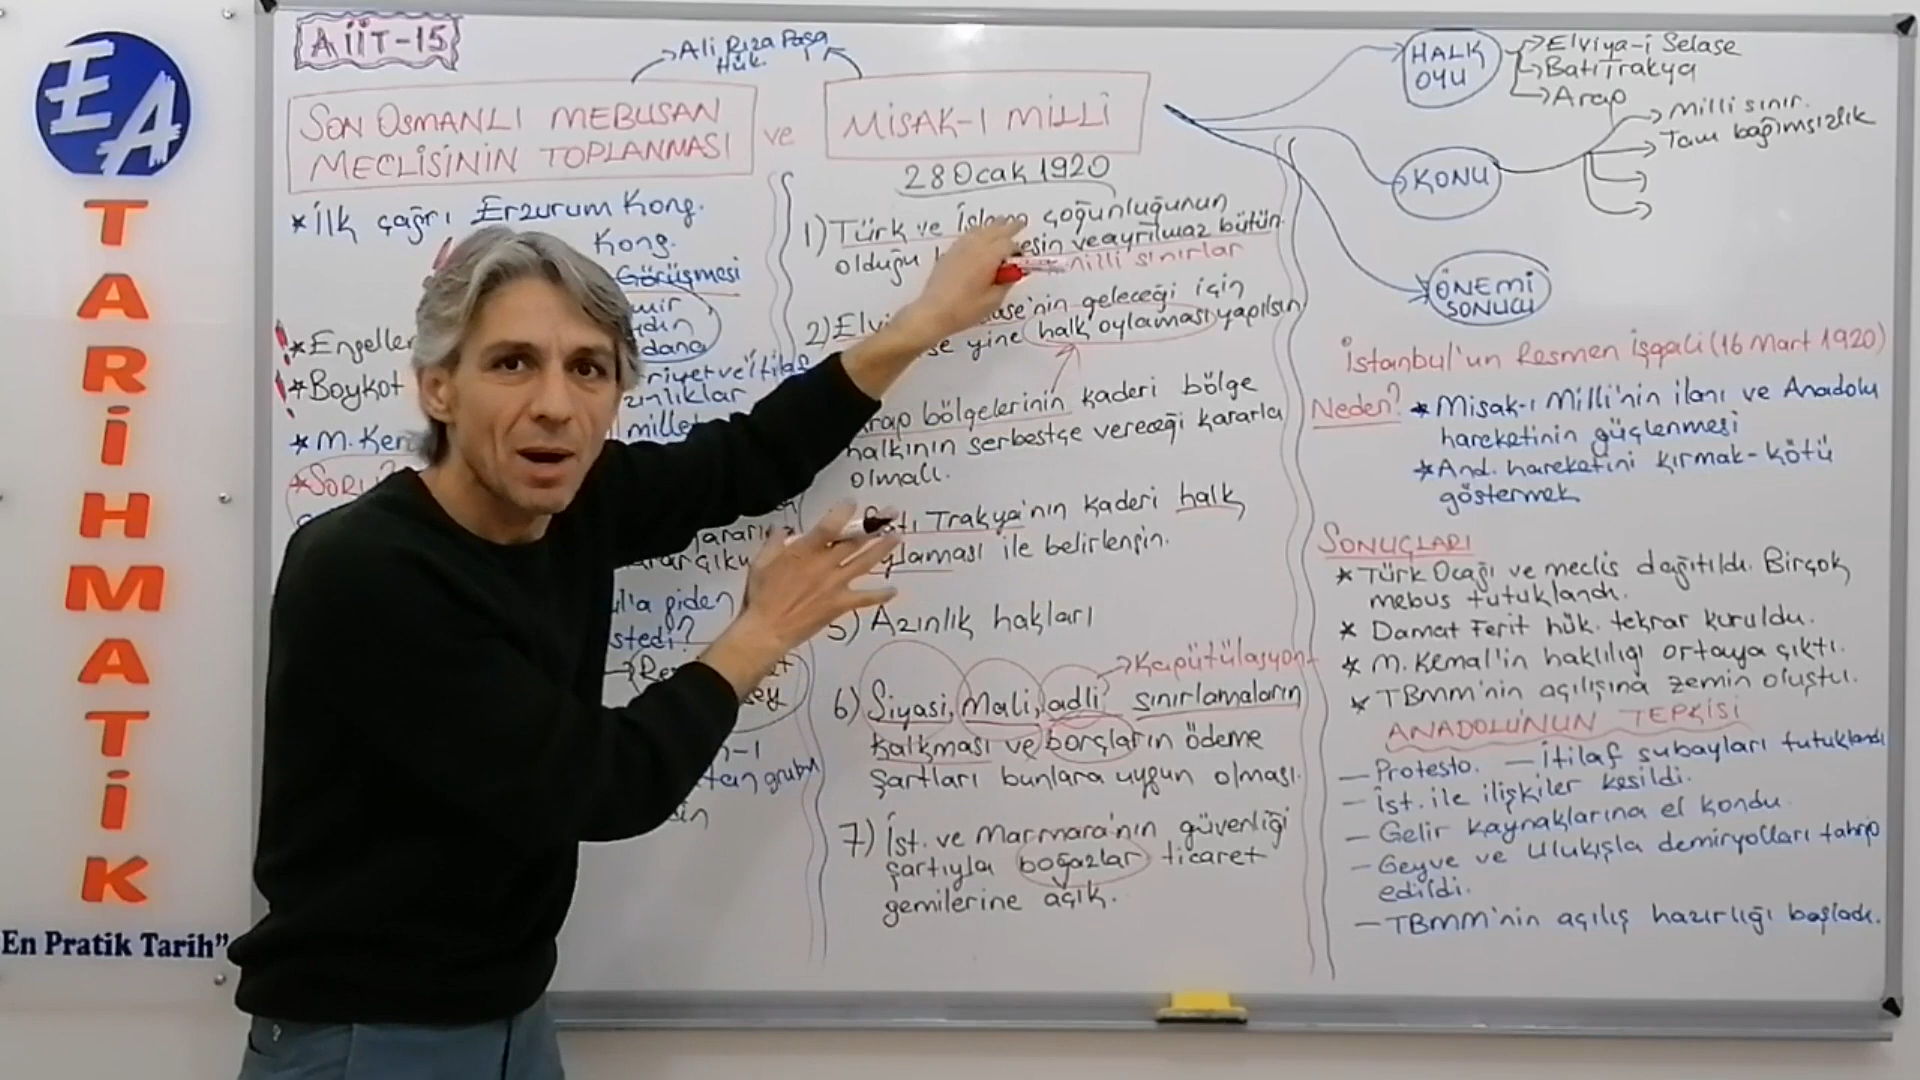 EA
TARİHMATİK
En Pratik Tarih”
AİİT-15
Ali Rıza Paşa
Hük.
SON OSMANLI MEBUSAN
MECLİSİNİN TOPLANMASI
ve
MİSAK-I MİLLİ
28 Ocak 1920
* İlk çağrı Erzurum Kong.
Kong.
Görüşmesi
* Engeller
* Boykot
* M. Kem
1) Türk ve İslam çoğunluğunun
olduğu ve ayrılmaz bütün.
milli sınırlar
2) Elvi geleceği için
yine halk oylaması yapılsın
Arap bölgelerinin kaderi bölge
halkının serbestçe vereceği kararla
olmalı.
Batı Trakya'nın kaderi halk
oylaması ile belirlensin.
5) Azınlık hakları
→Kapütülasyon
6) Siyasi, Mali, adli sınırlamaların
kalkması ve borçların ödeme
şartları bunlara uygun olması.
7) İst. ve Marmara'nın güvenliği
şartıyla boğazlar ticaret
gemilerine açık.
HALK
OYU
→Elviya-i Selase
→Batı Trakya
→Arap
KONU
→Milli sınır.
→Tam bağımsızlık
ÖNEMİ
SONUCU
İstanbul'un Resmen İşgali (16 Mart 1920)
Neden? * Misak-ı Milli'nin ilanı ve Anadolu
hareketinin güçlenmesi
* And. hareketini kırmak-kötü
göstermek
SONUÇLARI
* Türk Ocağı ve meclis dağıtıldı. Birçok
mebus tutuklandı.
* Damat Ferit hük. tekrar kuruldu.
* M. Kemal'in haklılığı ortaya çıktı.
* TBMM'nin açılışına zemin oluştu.
ANADOLU'NUN TEPKİSİ
— Protesto. — İtilaf subayları tutuklandı
— İst. ile ilişkiler kesildi.
— Gelir kaynaklarına el kondu.
— Geyve ve Ulukışla demiryolları tahrip
edildi.
— TBMM'nin açılış hazırlığı başladı.